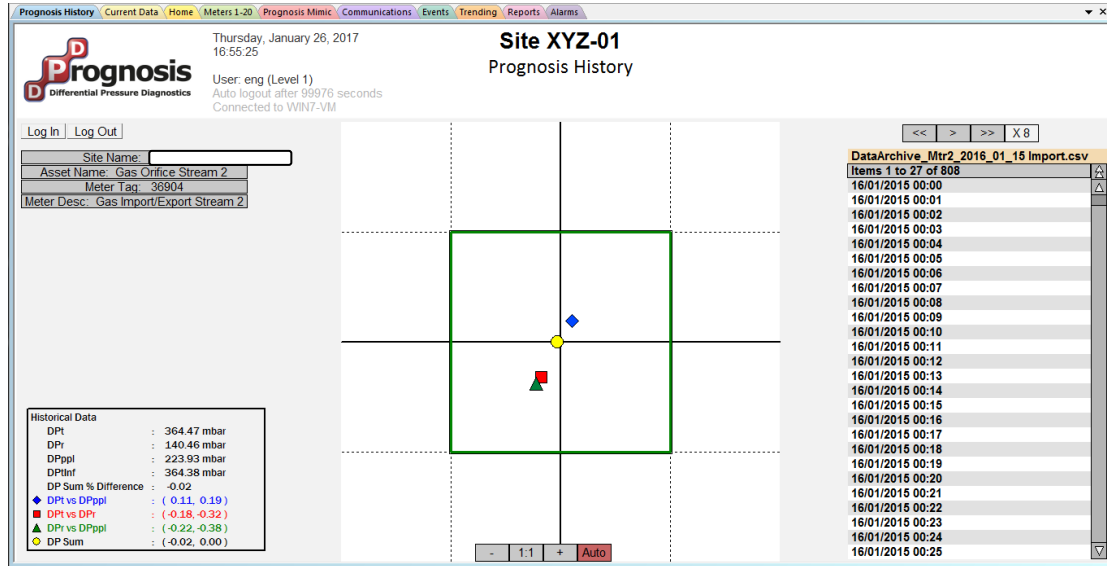 Prognosis History Current Data Home Meters 1-20 Prognosis Mimic Communications Events Trending Reports Alarms
D
Prognosis
D Differential Pressure Diagnostics
Thursday, January 26, 2017
16:55:25
User: eng (Level 1)
Auto logout after 99976 seconds
Connected to WIN7-VM
Site XYZ-01
Prognosis History
Log In Log Out
Site Name:
Asset Name: Gas Orifice Stream 2
Meter Tag: 36904
Meter Desc: Gas Import/Export Stream 2
Historical Data
DPt : 364.47 mbar
DPr : 140.46 mbar
DPppl : 223.93 mbar
DPtInf : 364.38 mbar
DP Sum % Difference : -0.02
DPt vs DPppl : ( 0.11, 0.19 )
DPt vs DPr : ( -0.18, -0.32 )
DPr vs DPppl : ( -0.22, -0.38 )
DP Sum : ( -0.02, 0.00 )
- 1:1 + Auto
<< > >> X 8
DataArchive_Mtr2_2016_01_15 Import.csv
Items 1 to 27 of 808
16/01/2015 00:00
16/01/2015 00:01
16/01/2015 00:02
16/01/2015 00:03
16/01/2015 00:04
16/01/2015 00:05
16/01/2015 00:06
16/01/2015 00:07
16/01/2015 00:08
16/01/2015 00:09
16/01/2015 00:10
16/01/2015 00:11
16/01/2015 00:12
16/01/2015 00:13
16/01/2015 00:14
16/01/2015 00:15
16/01/2015 00:16
16/01/2015 00:17
16/01/2015 00:18
16/01/2015 00:19
16/01/2015 00:20
16/01/2015 00:21
16/01/2015 00:22
16/01/2015 00:23
16/01/2015 00:24
16/01/2015 00:25